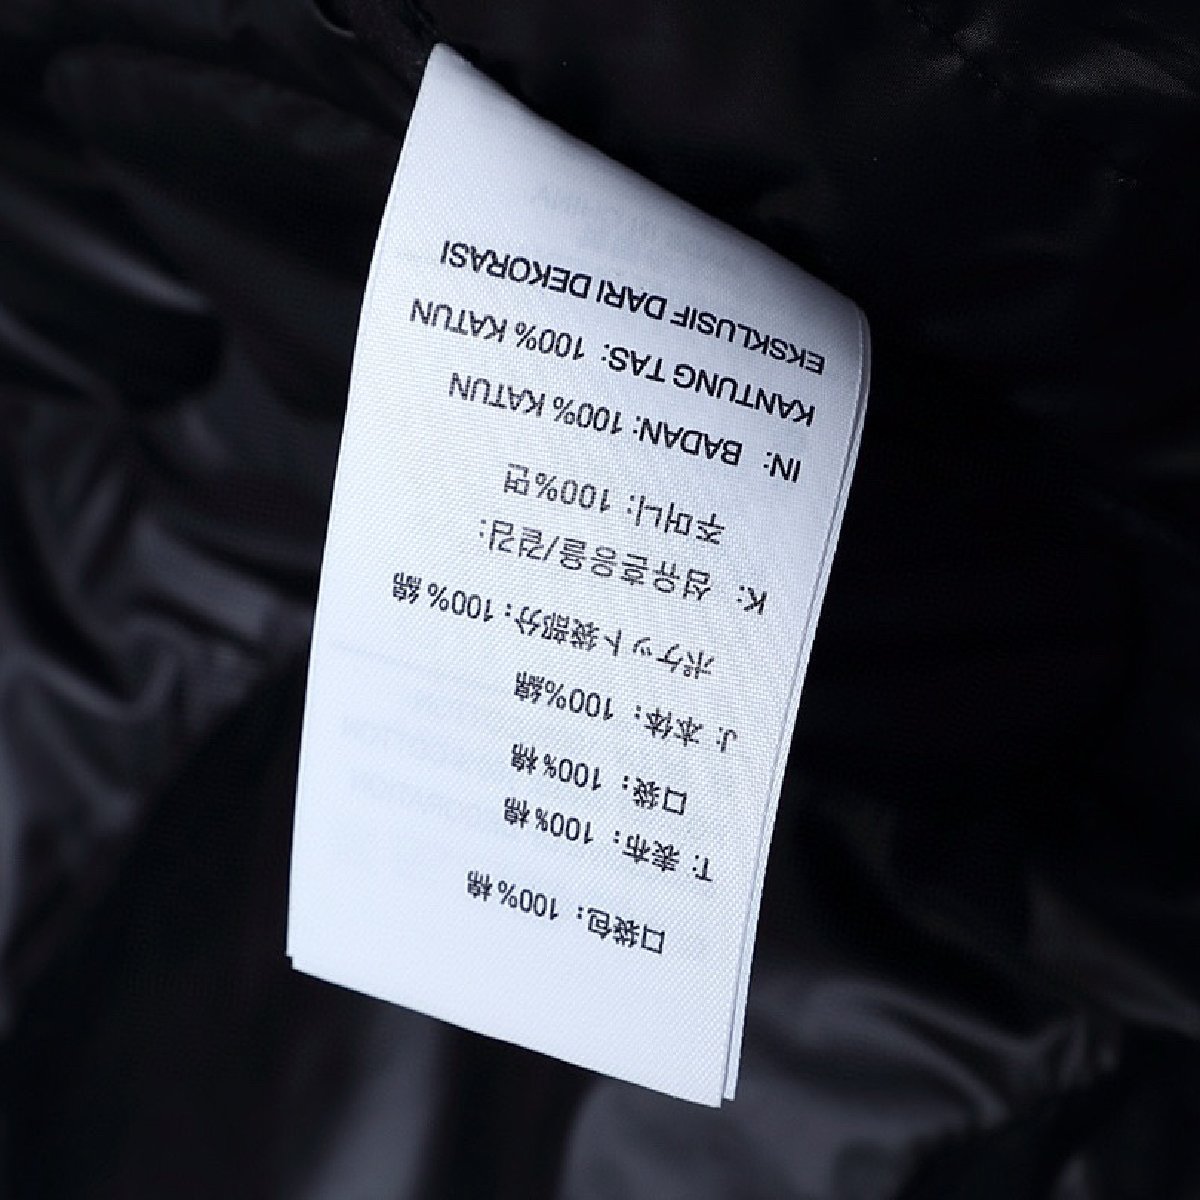 口袋包：100%棉
T: 表布：100%棉
口袋：100%棉
J: 本体：100%綿
ポケット袋部分：100%綿
K: 섬유혼용율/겉감:
주머니: 100%면
IN: BADAN: 100% KATUN
KANTUNG TAS: 100% KATUN
EKSKLUSIF DARI DEKORASI